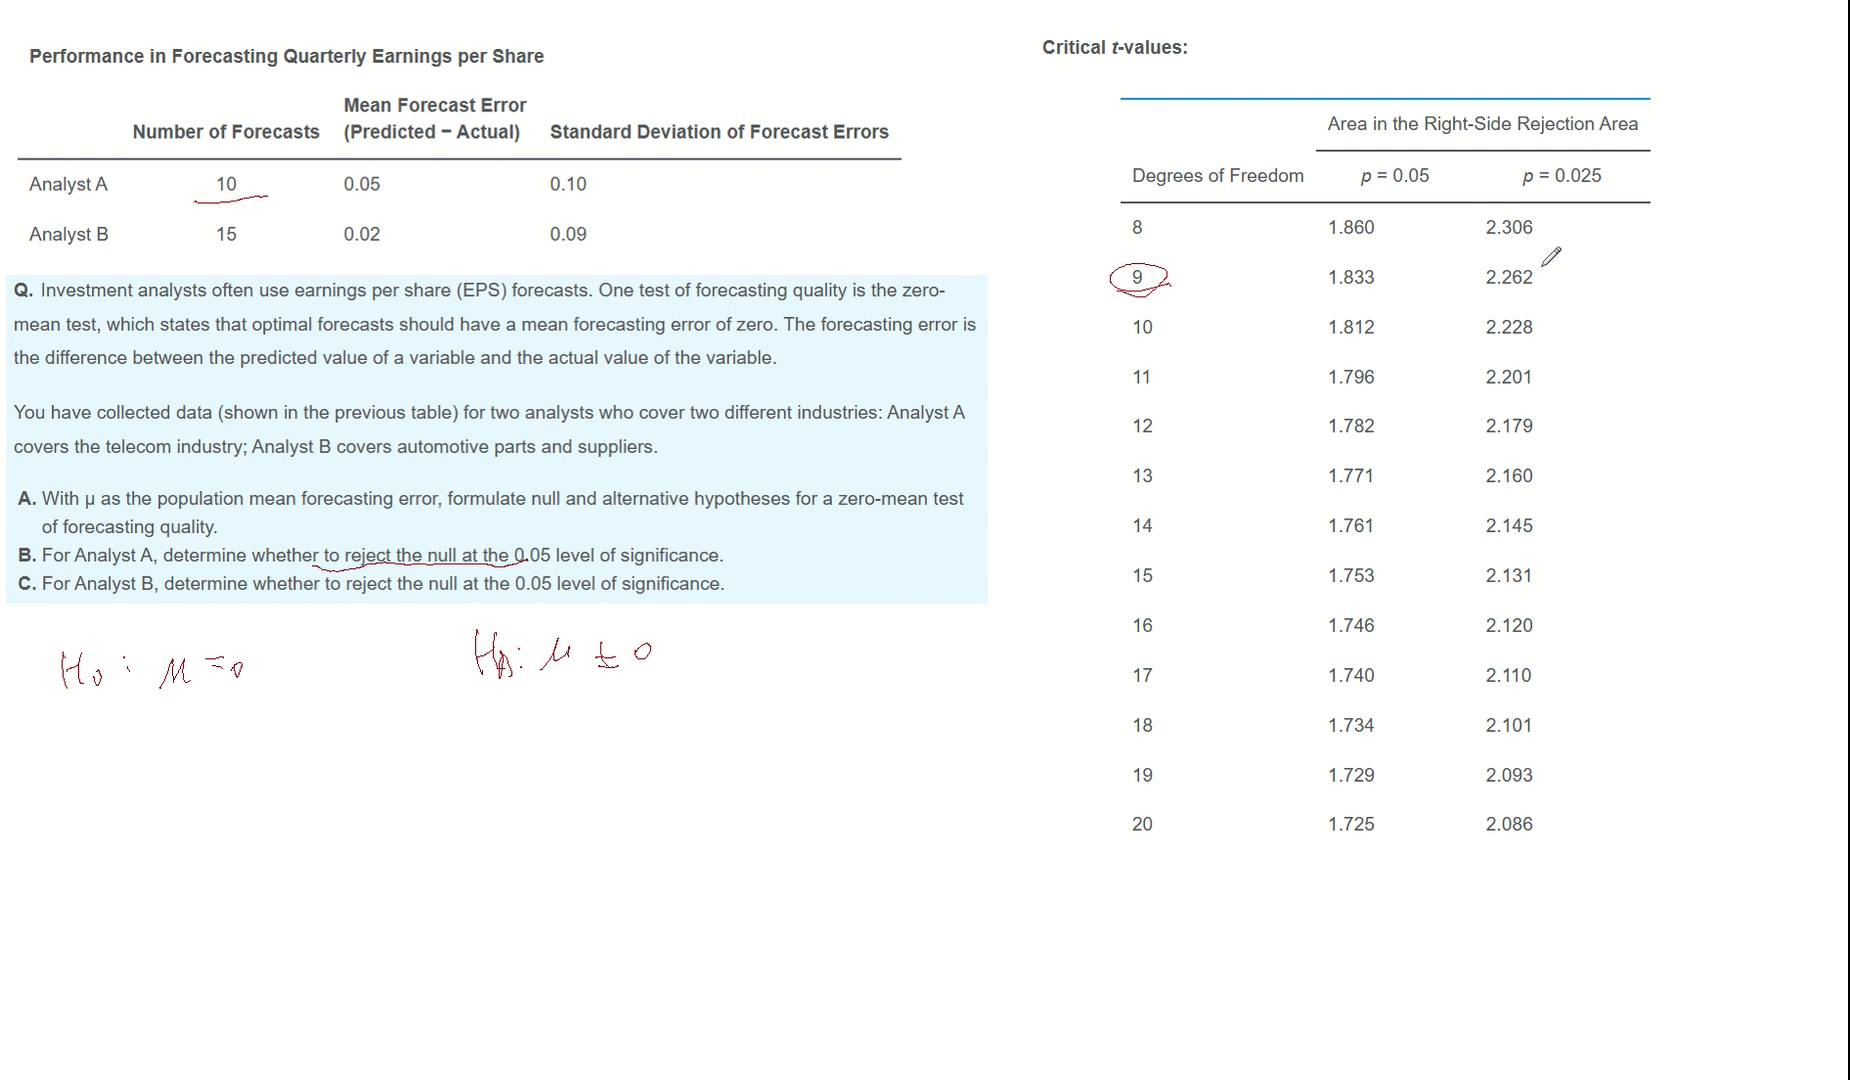 Performance in Forecasting Quarterly Earnings per Share
Mean Forecast Error
Number of Forecasts (Predicted − Actual) Standard Deviation of Forecast Errors
Analyst A 10 0.05 0.10
Analyst B 15 0.02 0.09
Q. Investment analysts often use earnings per share (EPS) forecasts. One test of forecasting quality is the zero-
mean test, which states that optimal forecasts should have a mean forecasting error of zero. The forecasting error is
the difference between the predicted value of a variable and the actual value of the variable.
You have collected data (shown in the previous table) for two analysts who cover two different industries: Analyst A
covers the telecom industry; Analyst B covers automotive parts and suppliers.
A. With μ as the population mean forecasting error, formulate null and alternative hypotheses for a zero-mean test
of forecasting quality.
B. For Analyst A, determine whether to reject the null at the 0.05 level of significance.
C. For Analyst B, determine whether to reject the null at the 0.05 level of significance.
H0 : μ = 0
HA: μ ≠ 0
Critical t-values:
Area in the Right-Side Rejection Area
Degrees of Freedom p = 0.05 p = 0.025
8 1.860 2.306
9 1.833 2.262
10 1.812 2.228
11 1.796 2.201
12 1.782 2.179
13 1.771 2.160
14 1.761 2.145
15 1.753 2.131
16 1.746 2.120
17 1.740 2.110
18 1.734 2.101
19 1.729 2.093
20 1.725 2.086